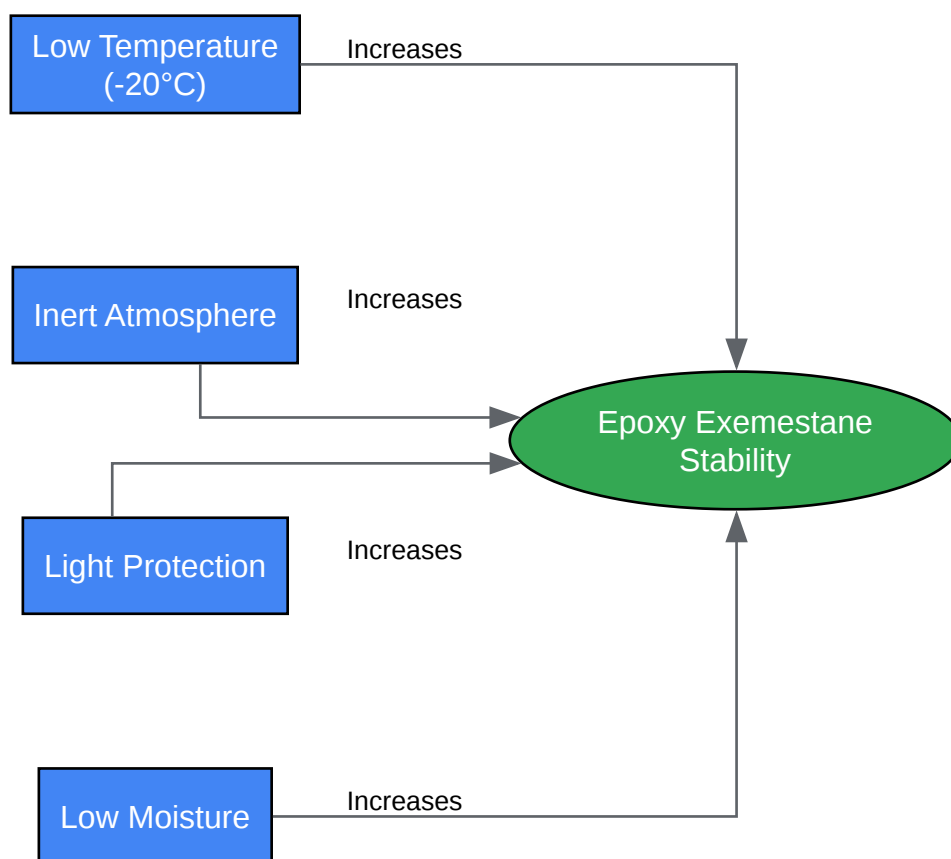 Low Temperature
(-20°C)
Increases
Inert Atmosphere
Increases
Epoxy Exemestane
Stability
Light Protection
Increases
Low Moisture
Increases